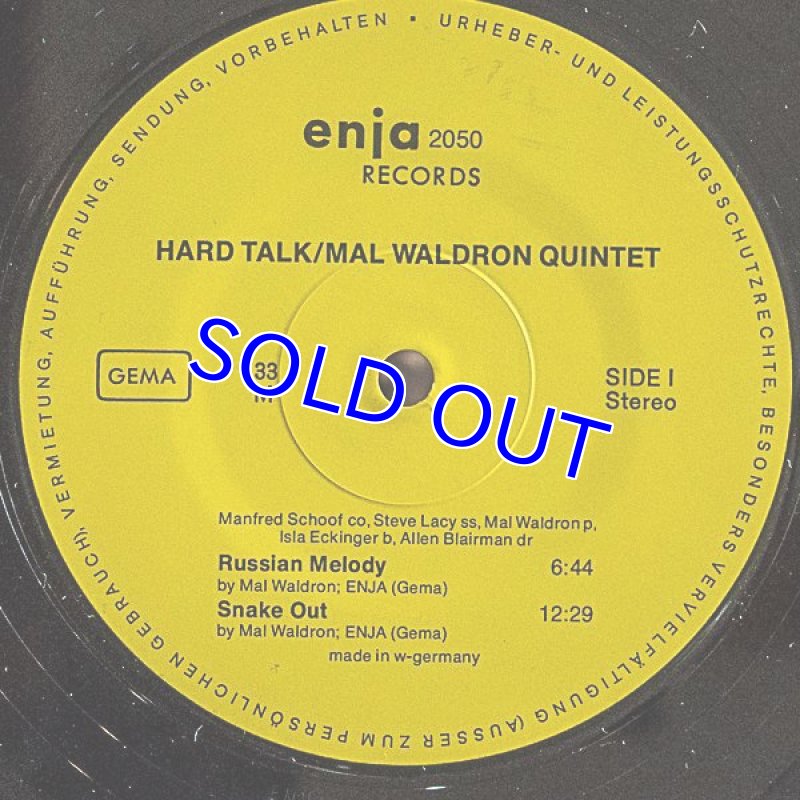 URHEBER- UND LEISTUNGSSCHUTZRECHTE, BESONDERS VERVIELFÄLTIGUNG (AUSSER ZUM PERSÖNLICHEN GEBRAUCH), VERMIETUNG, AUFFÜHRUNG, SENDUNG, VORBEHALTEN ·
enja 2050
RECORDS
HARD TALK/MAL WALDRON QUINTET
GEMA
33
M
SIDE I
Stereo
SOLD OUT
Manfred Schoof co, Steve Lacy ss, Mal Waldron p,
Isla Eckinger b, Allen Blairman dr
Russian Melody 6:44
by Mal Waldron; ENJA (Gema)
Snake Out 12:29
by Mal Waldron; ENJA (Gema)
made in w-germany